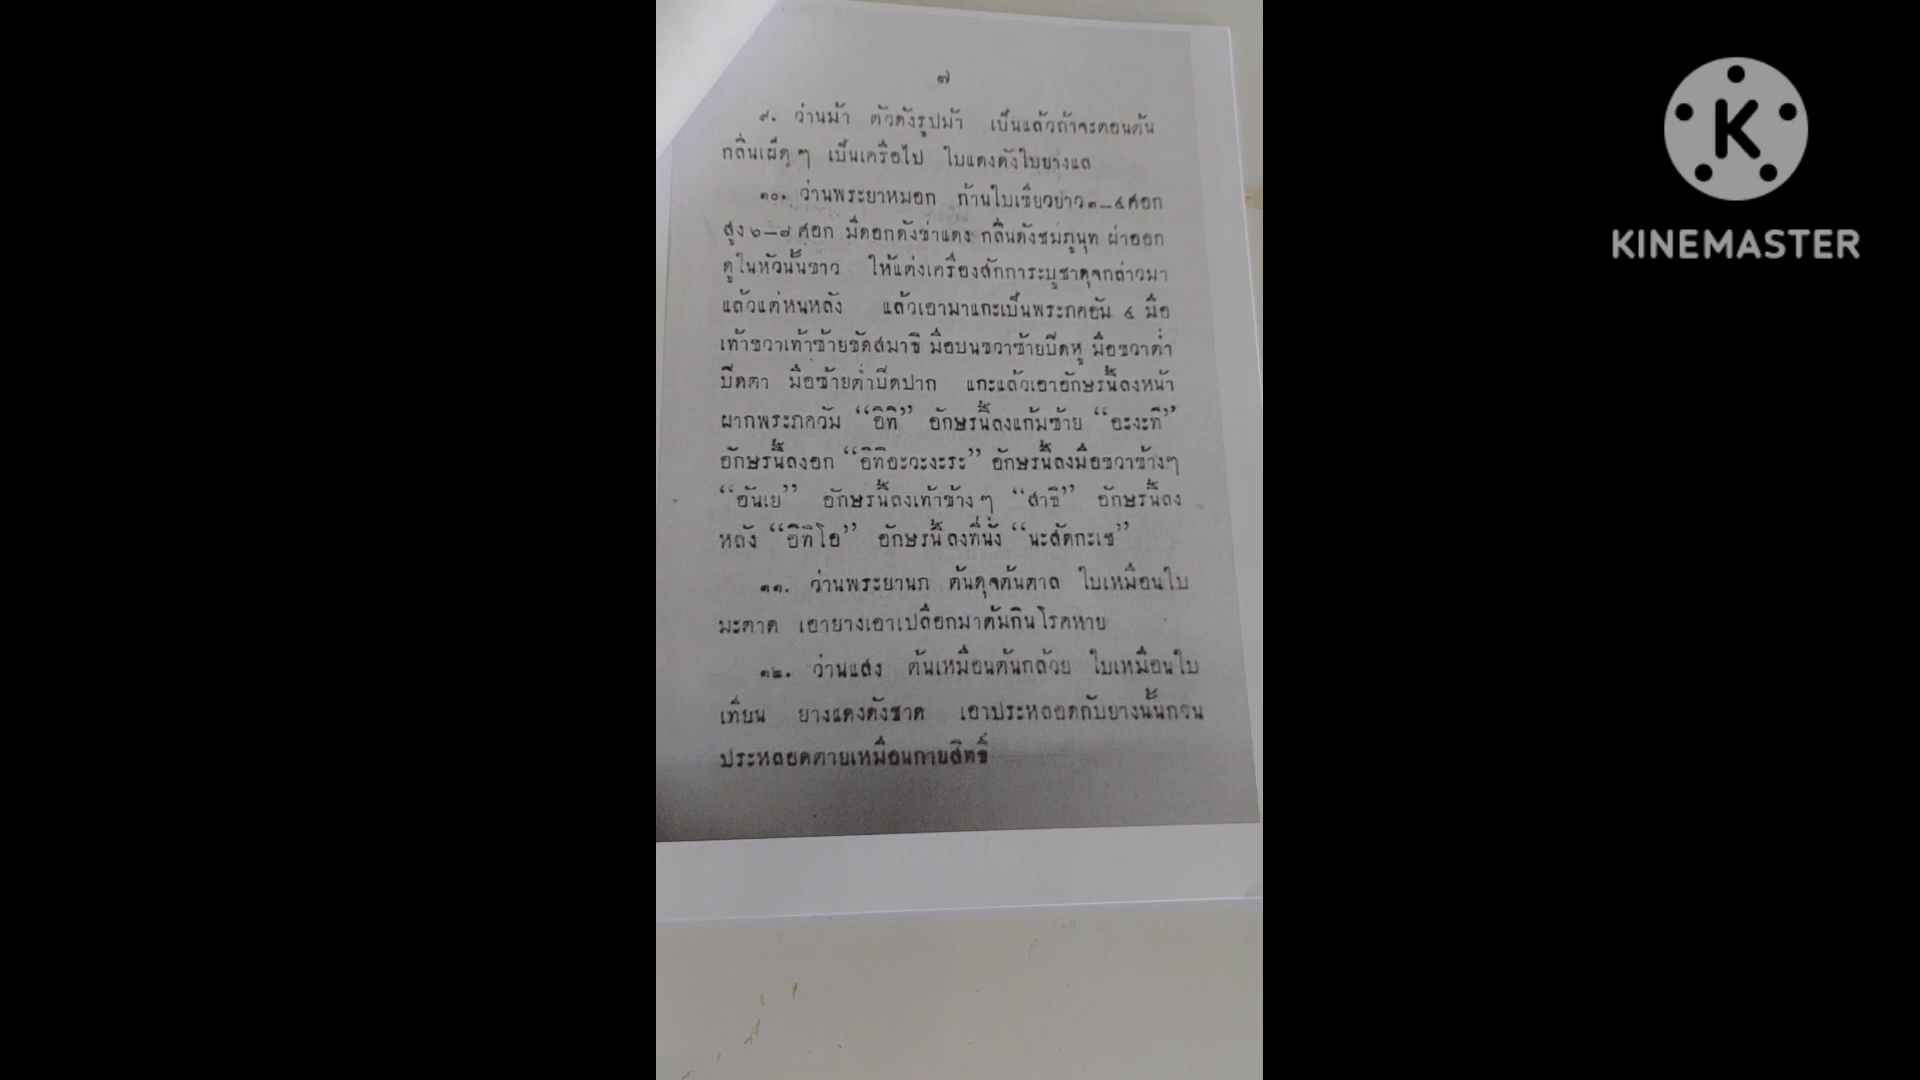 ๗
๙. ว่านม้า ตัวดังรูปม้า เป็นแล้วถ้าจะถอนต้น
กลิ่นเผ็ดๆ เป็นเครือไป ใบแดงดังใบยางแล
๑๐. ว่านพระยาหมอก ก้านใบเขียวยาว ๓-๔ ศอก
สูง ๖-๗ ศอก มีดอกดังข่าแดง กลิ่นดังชมภูนุท ผ่าออก
ดูในหัวนั้นขาว ให้แต่งเครื่องสักการะบูชาดุจกล่าวมา
แล้วแต่หนหลัง แล้วเอามาแกะเป็นพระภควัม ๔ มือ
เท้าขวาเท้าซ้ายขัดสมาธิ มือบนขวาซ้ายปิดหู มือขวาต่ำ
ปิดตา มือซ้ายต่ำปิดปาก แกะแล้วเอาอักษรนี้ลงหน้า
ผากพระภควัม “อิทิ” อักษรนี้ลงแก้มซ้าย “อะงะทิ”
อักษรนี้ลงอก “อิทิอะวะงะระ” อักษรนี้ลงมือขวาข้างๆ
“อันเย” อักษรนี้ลงเท้าข้างๆ “สาธิ” อักษรนี้ลง
หลัง “อิทิโอ” อักษรนี้ลงที่นั่ง “นะสัดกะเช”
๑๑. ว่านพระยานก ต้นดุจต้นตาล ใบเหมือนใบ
มะตาด เอายางเอาเปลือกมาต้มกินโรคหาย
๑๒. ว่านแสง ต้นเหมือนต้นกล้วย ใบเหมือนใบ
เทียน ยางแดงดังชาด เอาประหลอดกับยางนั้นกวน
ประหลอดตายเหมือนกายสิทธิ์
KINEMASTER